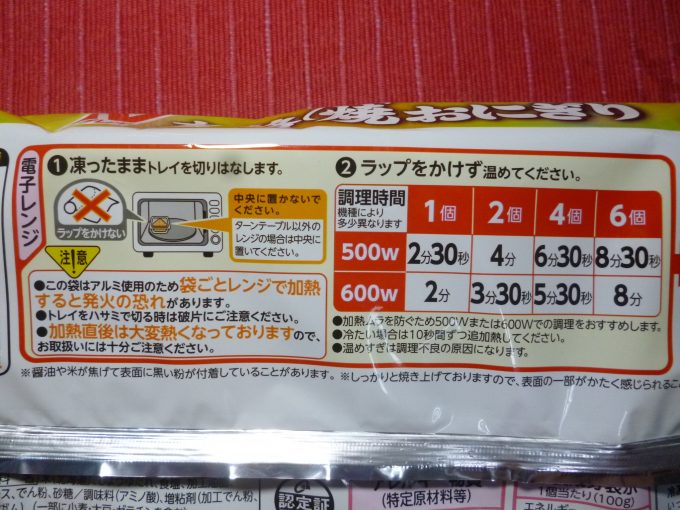 焼おにぎり
電子レンジ
1 凍ったままトレイを切りはなします。
ラップをかけない
中央に置かないでください。
ターンテーブル以外の
レンジの場合は中央に
置いてください。
注!意
●この袋はアルミ使用のため袋ごとレンジで加熱
すると発火の恐れがあります。
●トレイをハサミで切る時は破片にご注意ください。
●加熱直後は大変熱くなっておりますので、
お取扱いには十分ご注意ください。
2 ラップをかけず温めてください。
調理時間 1個 2個 4個 6個
機種により
多少異なります
500W 2分30秒 4分 6分30秒 8分30秒
600W 2分 3分30秒 5分30秒 8分
●加熱ムラを防ぐため500Wまたは600Wでの調理をおすすめします。
●冷たい場合は10秒間ずつ追加熱してください。
●温めすぎは調理不良の原因になります。
※醤油や米が焦げて表面に黒い粉が付着していることがあります。※しっかりと焼き上げておりますので、表面の一部がかたく感じられるこ
ス、でん粉、砂糖/調味料(アミノ酸)、増粘剤(加工でん粉、
認定証
(特定原材料等)
1個当たり(100g)
エネルギー